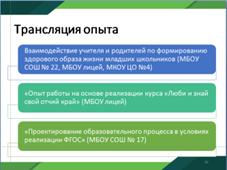 Трансляция опыта
Взаимодействие учителя и родителей по формированию
здорового образа жизни младших школьников (МБОУ
СОШ № 22, МБОУ лицей, МКОУ ЦО №4)
«Опыт работы на основе реализации курса «Люби и знай
свой отчий край» (МБОУ лицей)
«Проектирование образовательного процесса в условиях
реализации ФГОС» (МБОУ СОШ № 17)